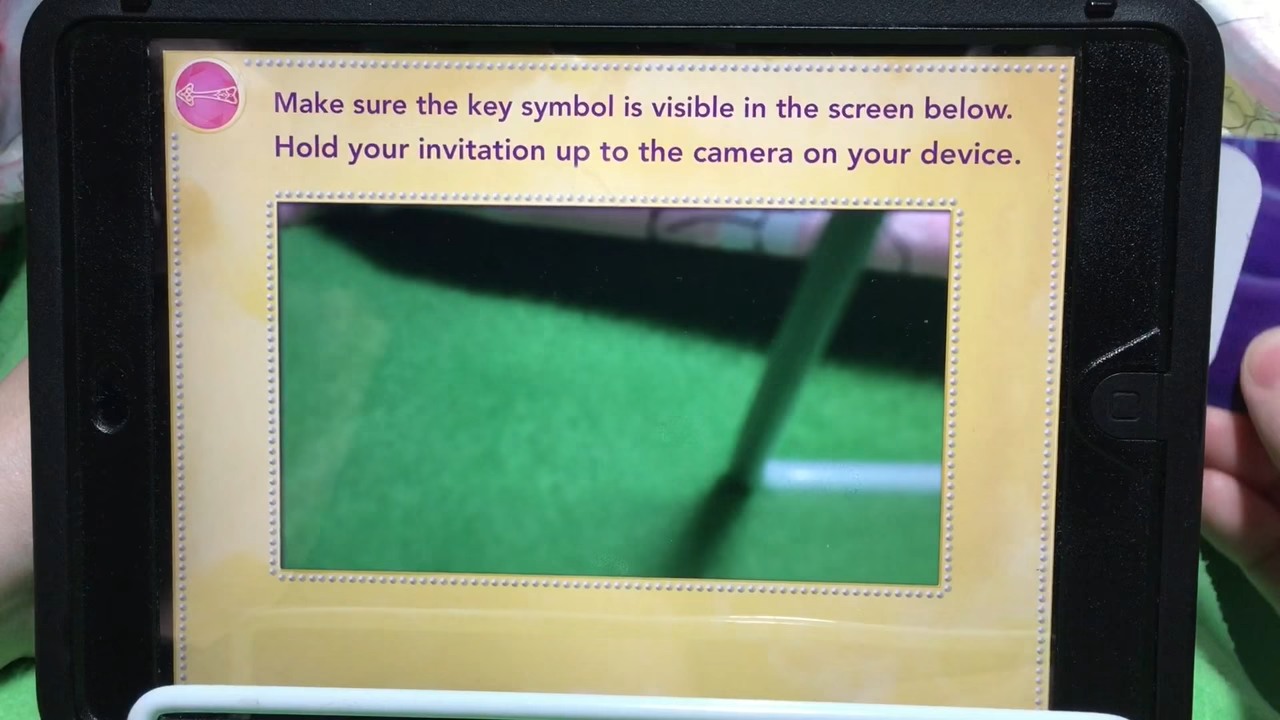 Make sure the key symbol is visible in the screen below.
Hold your invitation up to the camera on your device.